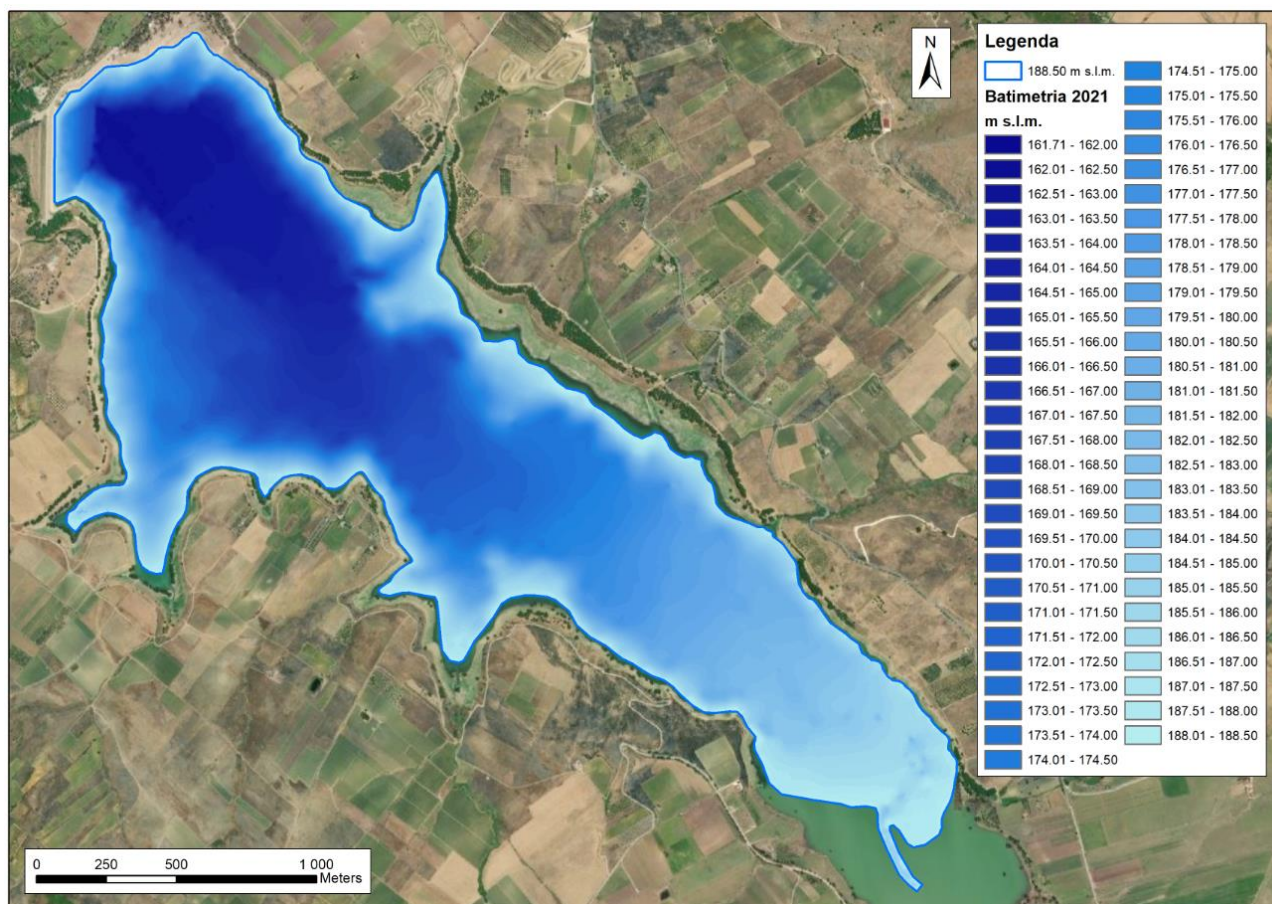 N
Legenda
188.50 m s.l.m.
Batimetria 2021
m s.l.m.
161.71 - 162.00
162.01 - 162.50
162.51 - 163.00
163.01 - 163.50
163.51 - 164.00
164.01 - 164.50
164.51 - 165.00
165.01 - 165.50
165.51 - 166.00
166.01 - 166.50
166.51 - 167.00
167.01 - 167.50
167.51 - 168.00
168.01 - 168.50
168.51 - 169.00
169.01 - 169.50
169.51 - 170.00
170.01 - 170.50
170.51 - 171.00
171.01 - 171.50
171.51 - 172.00
172.01 - 172.50
172.51 - 173.00
173.01 - 173.50
173.51 - 174.00
174.01 - 174.50
174.51 - 175.00
175.01 - 175.50
175.51 - 176.00
176.01 - 176.50
176.51 - 177.00
177.01 - 177.50
177.51 - 178.00
178.01 - 178.50
178.51 - 179.00
179.01 - 179.50
179.51 - 180.00
180.01 - 180.50
180.51 - 181.00
181.01 - 181.50
181.51 - 182.00
182.01 - 182.50
182.51 - 183.00
183.01 - 183.50
183.51 - 184.00
184.01 - 184.50
184.51 - 185.00
185.01 - 185.50
185.51 - 186.00
186.01 - 186.50
186.51 - 187.00
187.01 - 187.50
187.51 - 188.00
188.01 - 188.50
0 250 500 1 000
Meters